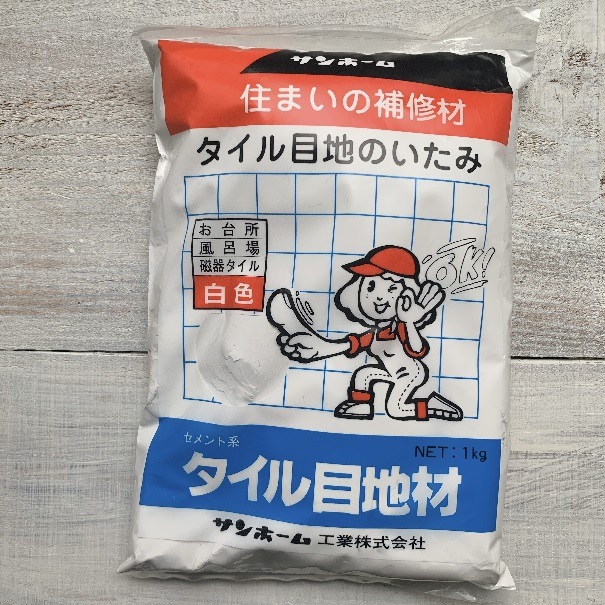 サンホーム
住まいの補修材
タイル目地のいたみ
お台所
風呂場
磁器タイル
白色
OK!
セメント系
NET：1kg
タイル目地材
サンホーム 工業株式会社